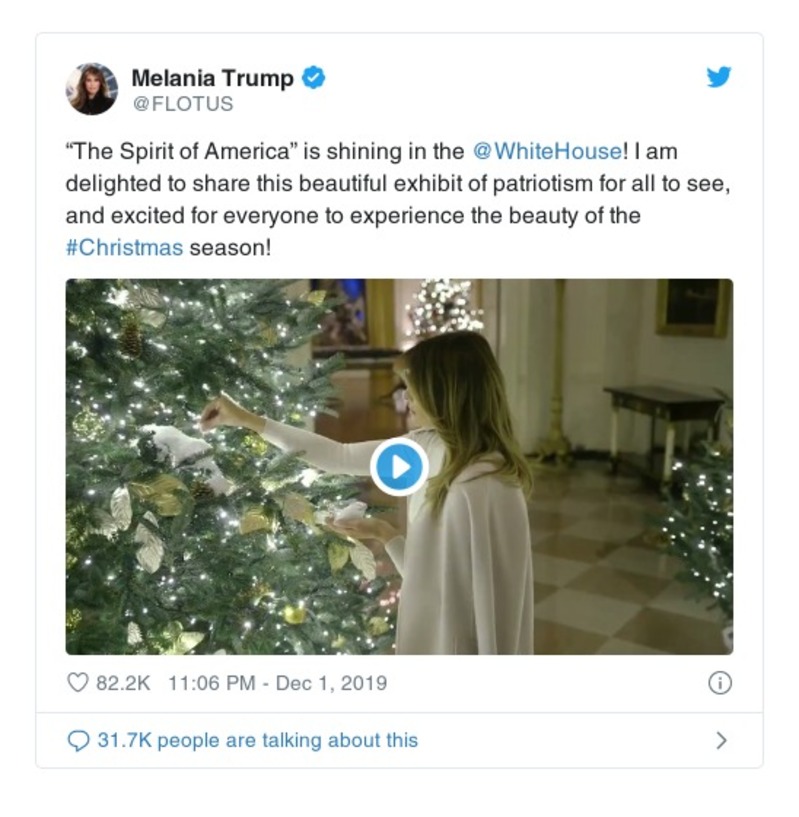 Melania Trump
@FLOTUS
“The Spirit of America” is shining in the @WhiteHouse! I am
delighted to share this beautiful exhibit of patriotism for all to see,
and excited for everyone to experience the beauty of the
#Christmas season!
82.2K 11:06 PM - Dec 1, 2019
31.7K people are talking about this